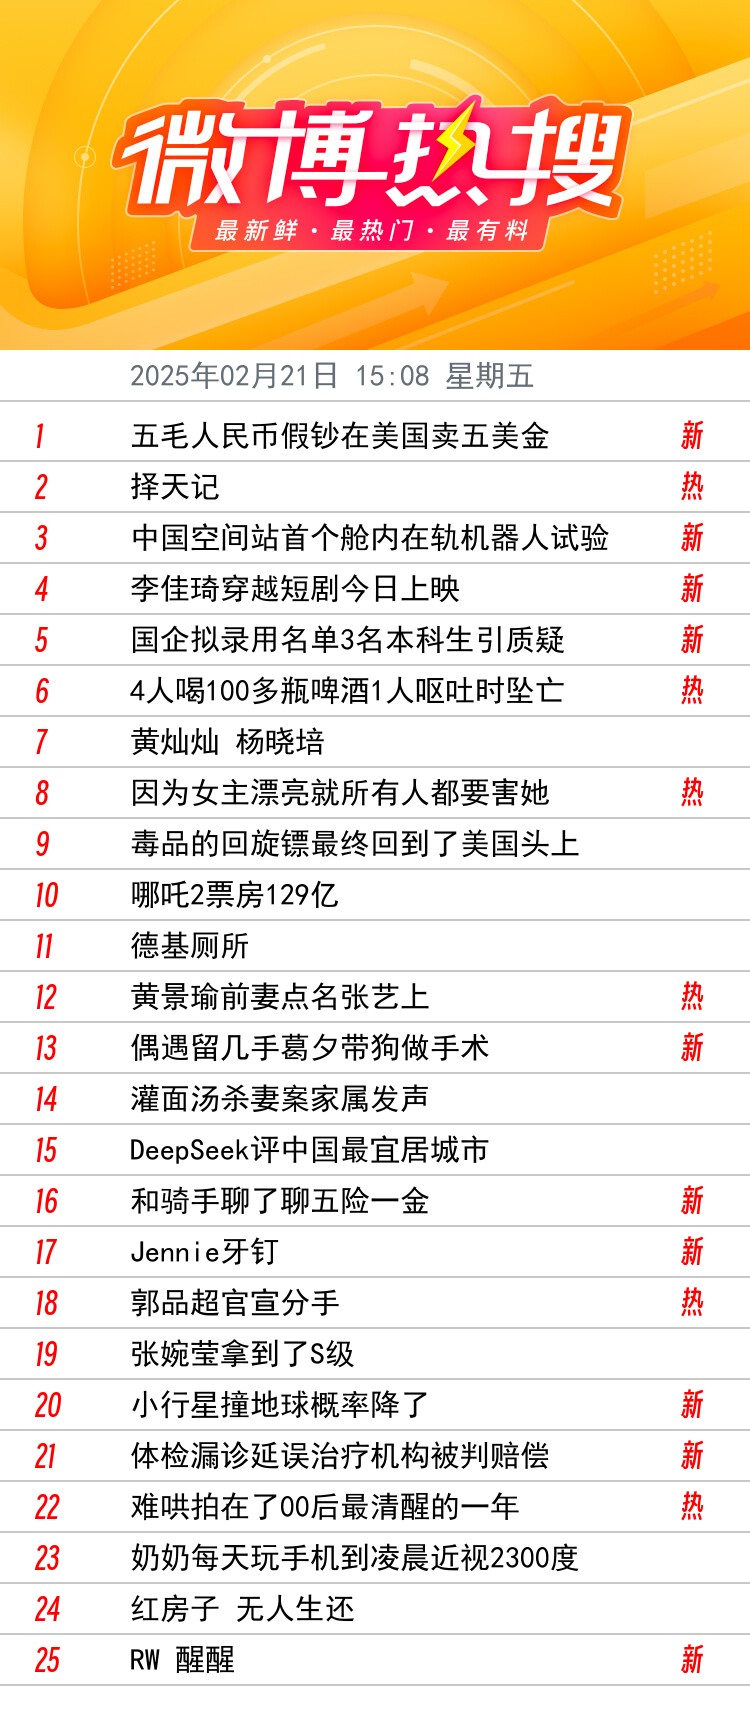 微博热搜
最新鲜·最热门·最有料
2025年02月21日 15:08 星期五
1 五毛人民币假钞在美国卖五美金 新
2 择天记 热
3 中国空间站首个舱内在轨机器人试验 新
4 李佳琦穿越短剧今日上映 新
5 国企拟录用名单3名本科生引质疑 新
6 4人喝100多瓶啤酒1人呕吐时坠亡 热
7 黄灿灿 杨晓培
8 因为女主漂亮就所有人都要害她 热
9 毒品的回旋镖最终回到了美国头上
10 哪吒2票房129亿
11 德基厕所
12 黄景瑜前妻点名张艺上 热
13 偶遇留几手葛夕带狗做手术 新
14 灌面汤杀妻案家属发声
15 DeepSeek评中国最宜居城市
16 和骑手聊了聊五险一金 新
17 Jennie牙钉 新
18 郭品超官宣分手 热
19 张婉莹拿到了S级
20 小行星撞地球概率降了 新
21 体检漏诊延误治疗机构被判赔偿 新
22 难哄拍在了00后最清醒的一年 热
23 奶奶每天玩手机到凌晨近视2300度
24 红房子 无人生还
25 RW 醒醒 新